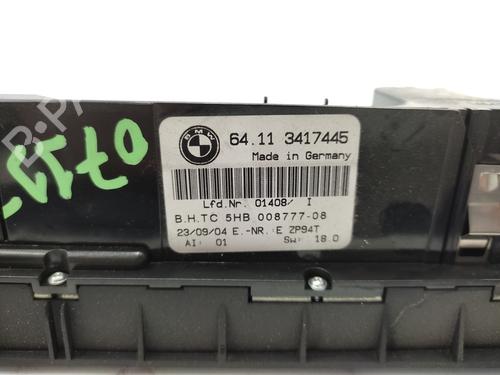 BMW
64.11 3417445
Made in Germany
Lfd.Nr. 01408/ I
B.H.TC 5HB 008777-08
23/09/04 E.-NR.:E ZP94T
AI: 01 SW: 18.0